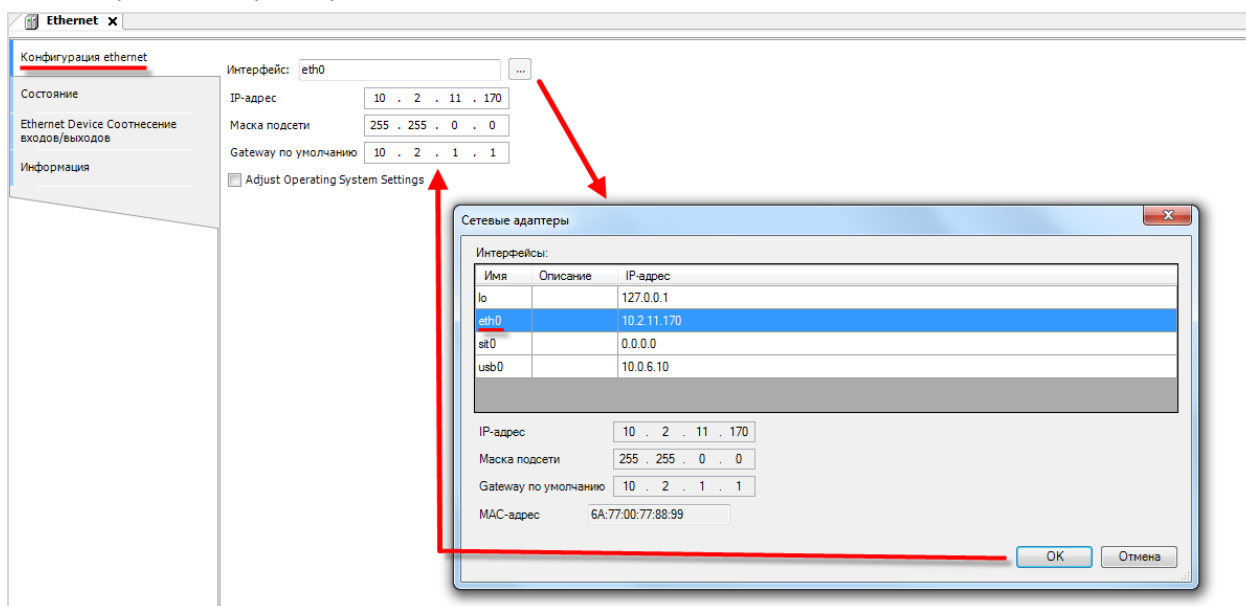 Ethernet X
Конфигурация ethernet
Состояние
Ethernet Device Соотнесение
входов/выходов
Информация
Интерфейс: eth0 ...
IP-адрес 10 . 2 . 11 . 170
Маска подсети 255 . 255 . 0 . 0
Gateway по умолчанию 10 . 2 . 1 . 1
Adjust Operating System Settings
Сетевые адаптеры
Интерфейсы:
Имя Описание IP-адрес
lo 127.0.0.1
eth0 10.2.11.170
sit0 0.0.0.0
usb0 10.0.6.10
IP-адрес 10 . 2 . 11 . 170
Маска подсети 255 . 255 . 0 . 0
Gateway по умолчанию 10 . 2 . 1 . 1
MAC-адрес 6A:77:00:77:88:99
OK Отмена